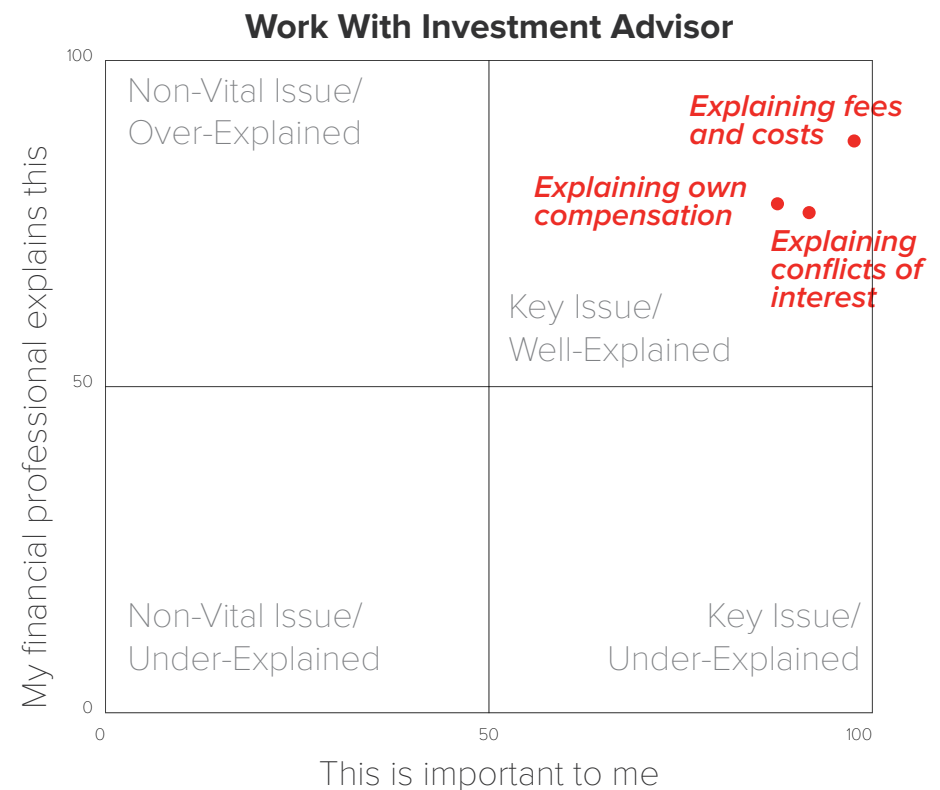 Work With Investment Advisor
100
Non-Vital Issue/
Over-Explained
Explaining fees
and costs
Explaining own
compensation
Explaining
conflicts of
interest
Key Issue/
Well-Explained
50
My financial professional explains this
Non-Vital Issue/
Under-Explained
Key Issue/
Under-Explained
0
0
50
100
This is important to me